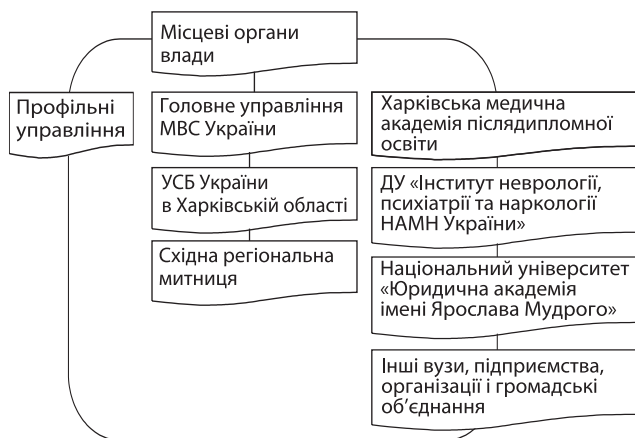 Місцеві органи
влади
Профільні
управління
Головне управління
МВС України
УСБ України
в Харківській області
Східна регіональна
митниця
Харківська медична
академія післядипломної
освіти
ДУ «Інститут неврології,
психіатрії та наркології
НАМН України»
Національний університет
«Юридична академія
імені Ярослава Мудрого»
Інші вузи, підприємства,
організації і громадські
об’єднання